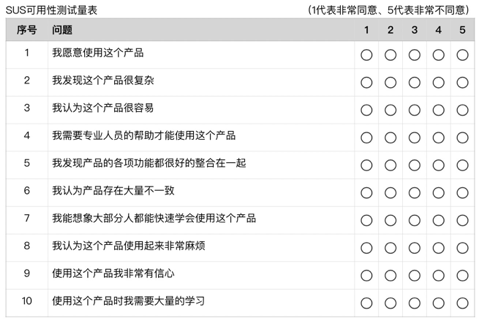 SUS可用性测试量表 （1代表非常同意、5代表非常不同意）
序号 问题 1 2 3 4 5
1 我愿意使用这个产品
2 我发现这个产品很复杂
3 我认为这个产品很容易
4 我需要专业人员的帮助才能使用这个产品
5 我发现产品的各项功能都很好的整合在一起
6 我认为产品存在大量不一致
7 我能想象大部分人都能快速学会使用这个产品
8 我认为这个产品使用起来非常麻烦
9 使用这个产品我非常有信心
10 使用这个产品时我需要大量的学习